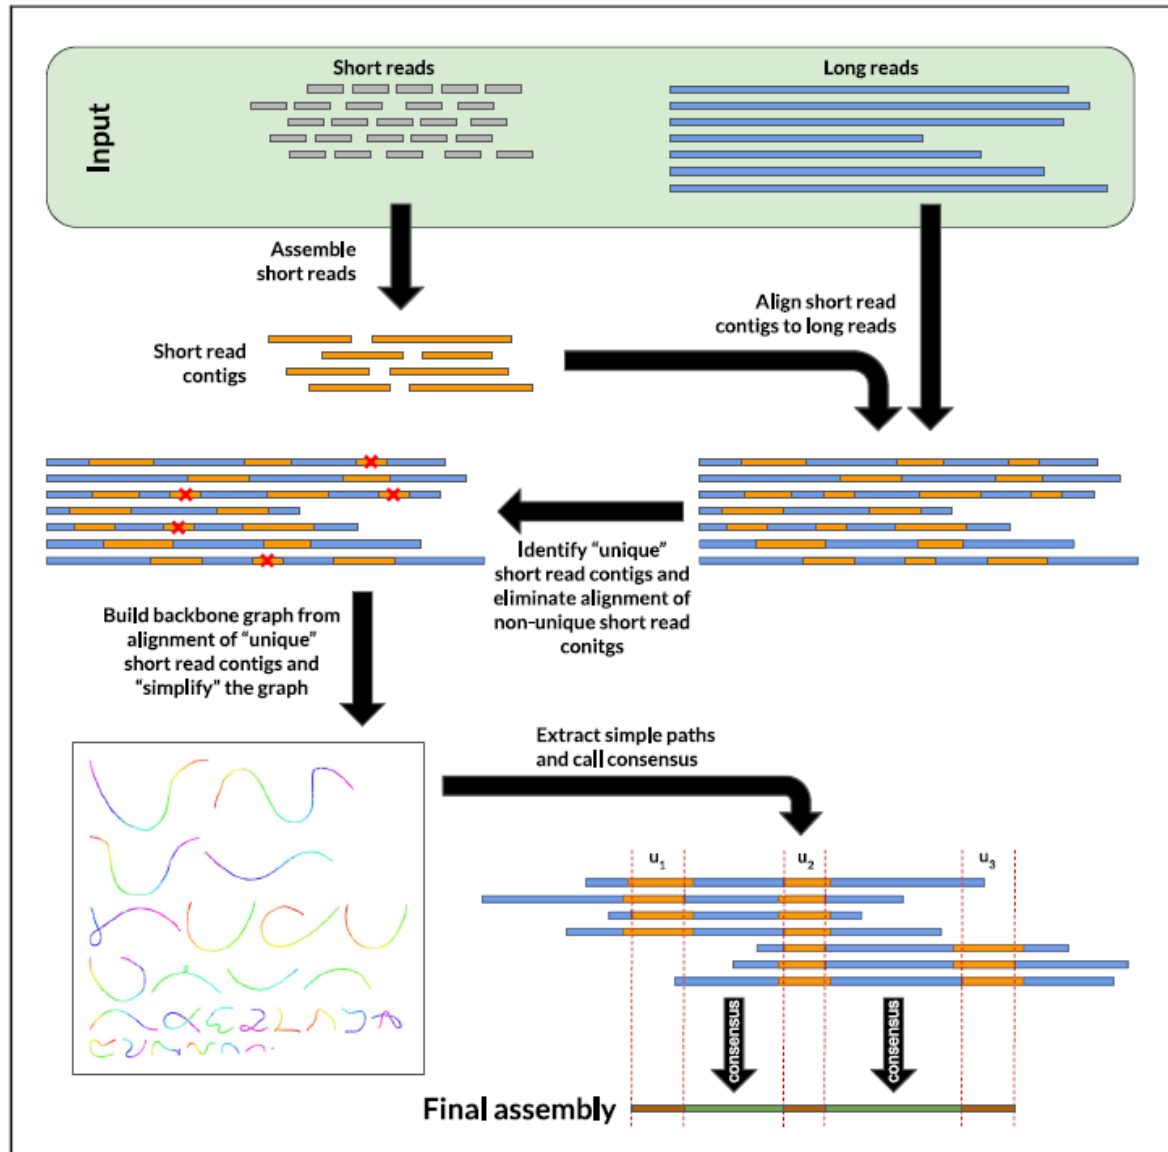 Input
Short reads
Long reads
Assemble
short reads
Align short read
contigs to long reads
Short read
contigs
Identify “unique”
short read contigs and
eliminate alignment of
non-unique short read
conitgs
Build backbone graph from
alignment of “unique”
short read contigs and
“simplify” the graph
Extract simple paths
and call consensus
u1
u2
u3
consensus
consensus
Final assembly